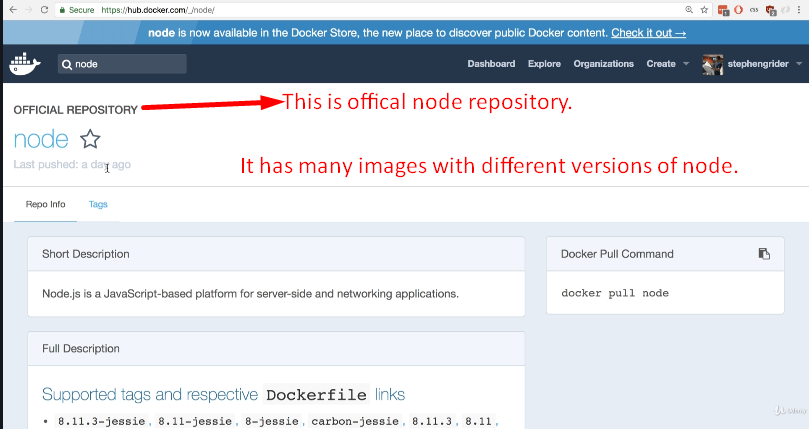 Secure https://hub.docker.com/_/node/
node is now available in the Docker Store, the new place to discover public Docker content. Check it out →
node Dashboard Explore Organizations Create stephengrider
OFFICIAL REPOSITORY This is offical node repository.
node
Last pushed: a day ago It has many images with different versions of node.
Repo Info Tags
Short Description Docker Pull Command
Node.js is a JavaScript-based platform for server-side and networking applications. docker pull node
Full Description
Supported tags and respective Dockerfile links
• 8.11.3-jessie, 8.11-jessie, 8-jessie, carbon-jessie, 8.11.3, 8.11,
Udemy